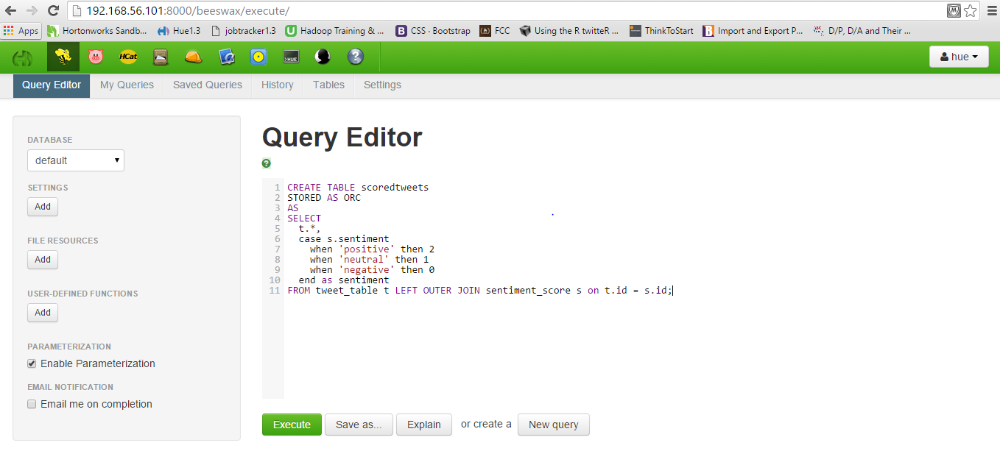 192.168.56.101:8000/beeswax/execute/
Apps Hortonworks Sandb... Hue1.3 jobtracker1.3 Hadoop Training & ... CSS · Bootstrap FCC Using the R twitteR ... ThinkToStart Import and Export P... D/P, D/A and Their ...
HCat >HUE hue
Query Editor My Queries Saved Queries History Tables Settings
DATABASE
default
SETTINGS
Add
FILE RESOURCES
Add
USER-DEFINED FUNCTIONS
Add
PARAMETERIZATION
Enable Parameterization
EMAIL NOTIFICATION
Email me on completion
Query Editor
1 CREATE TABLE scoredtweets
2 STORED AS ORC
3 AS
4 SELECT
5 t.*,
6 case s.sentiment
7 when 'positive' then 2
8 when 'neutral' then 1
9 when 'negative' then 0
10 end as sentiment
11 FROM tweet_table t LEFT OUTER JOIN sentiment_score s on t.id = s.id;
Execute Save as... Explain or create a New query